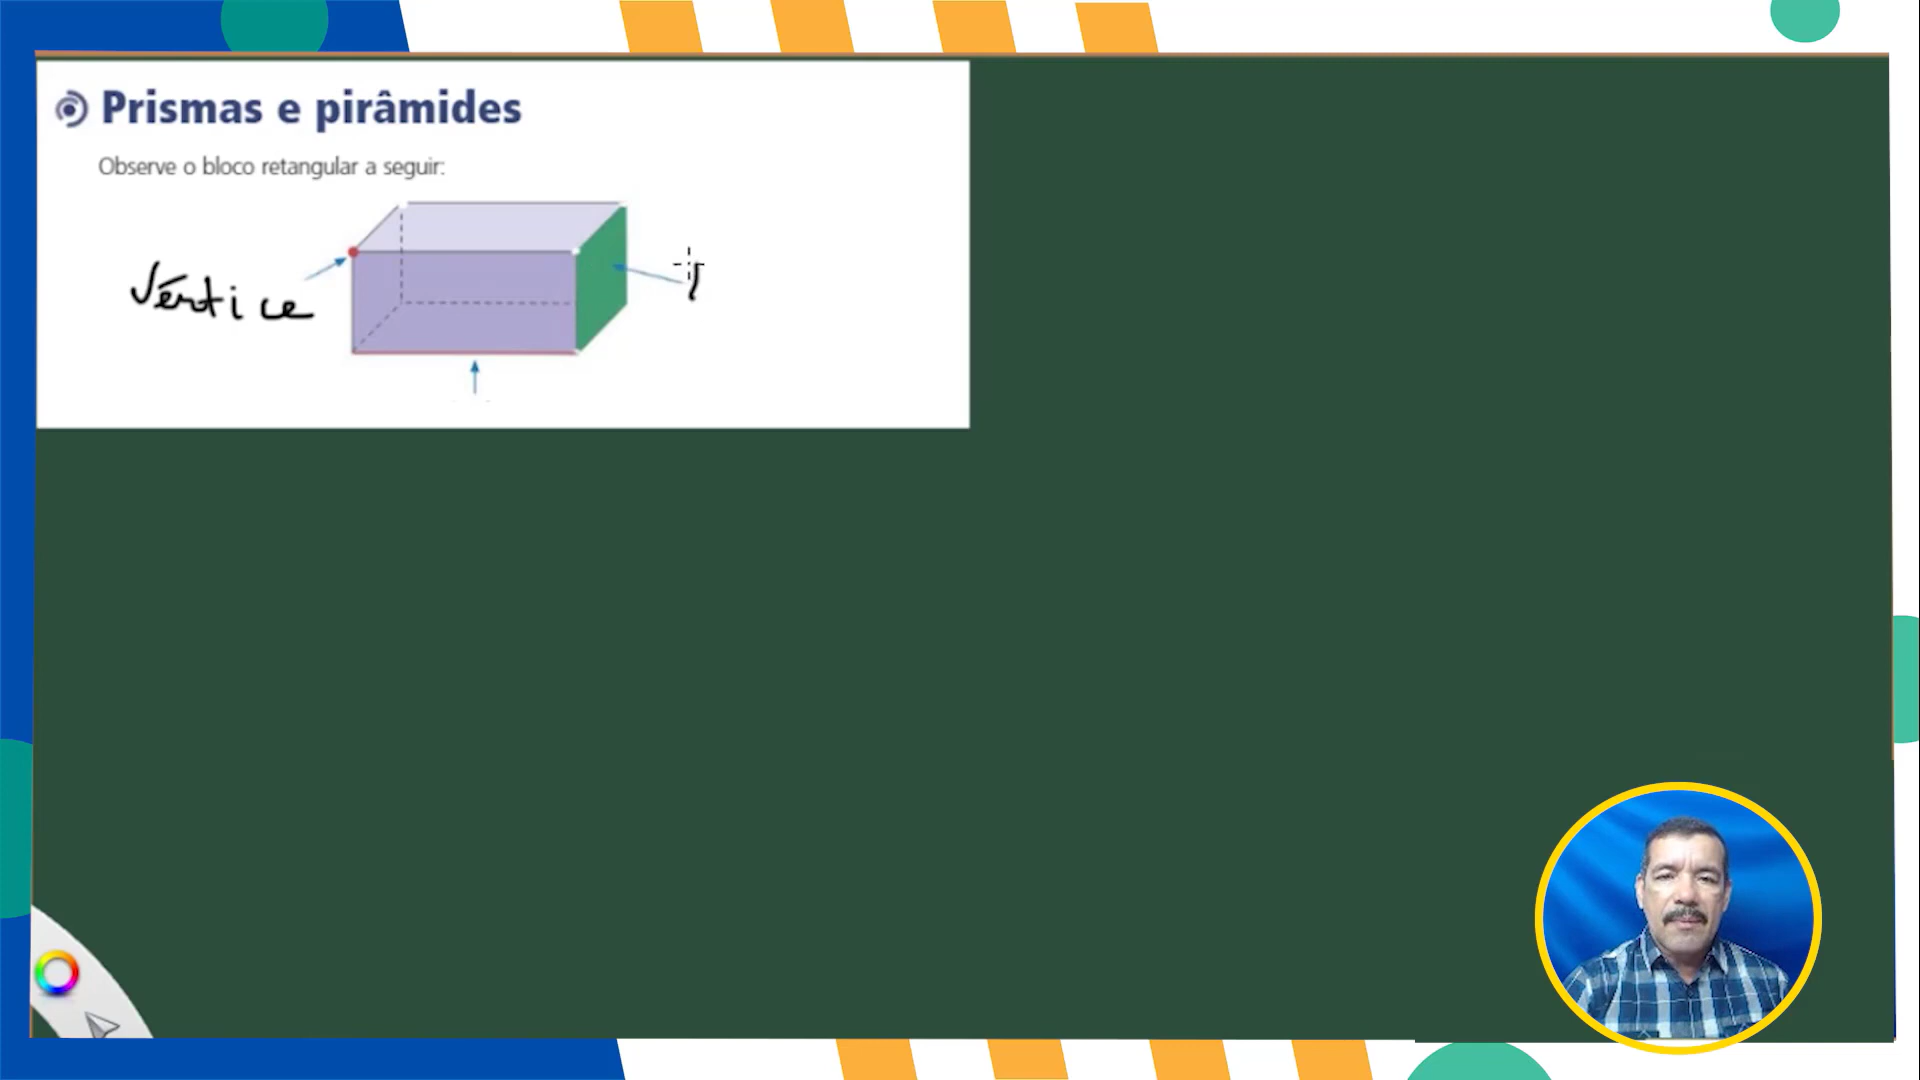 Prismas e pirâmides
Observe o bloco retangular a seguir:
Vértice